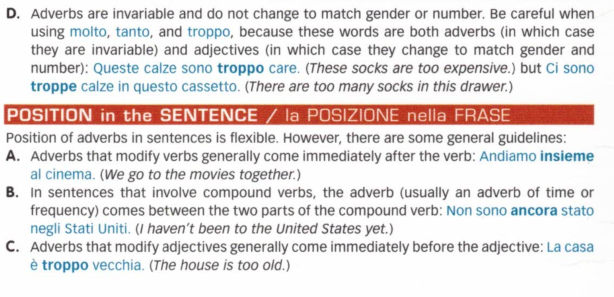 D. Adverbs are invariable and do not change to match gender or number. Be careful when
using molto, tanto, and troppo, because these words are both adverbs (in which case
they are invariable) and adjectives (in which case they change to match gender and
number): Queste calze sono troppo care. (These socks are too expensive.) but Ci sono
troppe calze in questo cassetto. (There are too many socks in this drawer.)
POSITION in the SENTENCE / la POSIZIONE nella FRASE
Position of adverbs in sentences is flexible. However, there are some general guidelines:
A. Adverbs that modify verbs generally come immediately after the verb: Andiamo insieme
al cinema. (We go to the movies together.)
B. In sentences that involve compound verbs, the adverb (usually an adverb of time or
frequency) comes between the two parts of the compound verb: Non sono ancora stato
negli Stati Uniti. (I haven't been to the United States yet.)
C. Adverbs that modify adjectives generally come immediately before the adjective: La casa
è troppo vecchia. (The house is too old.)